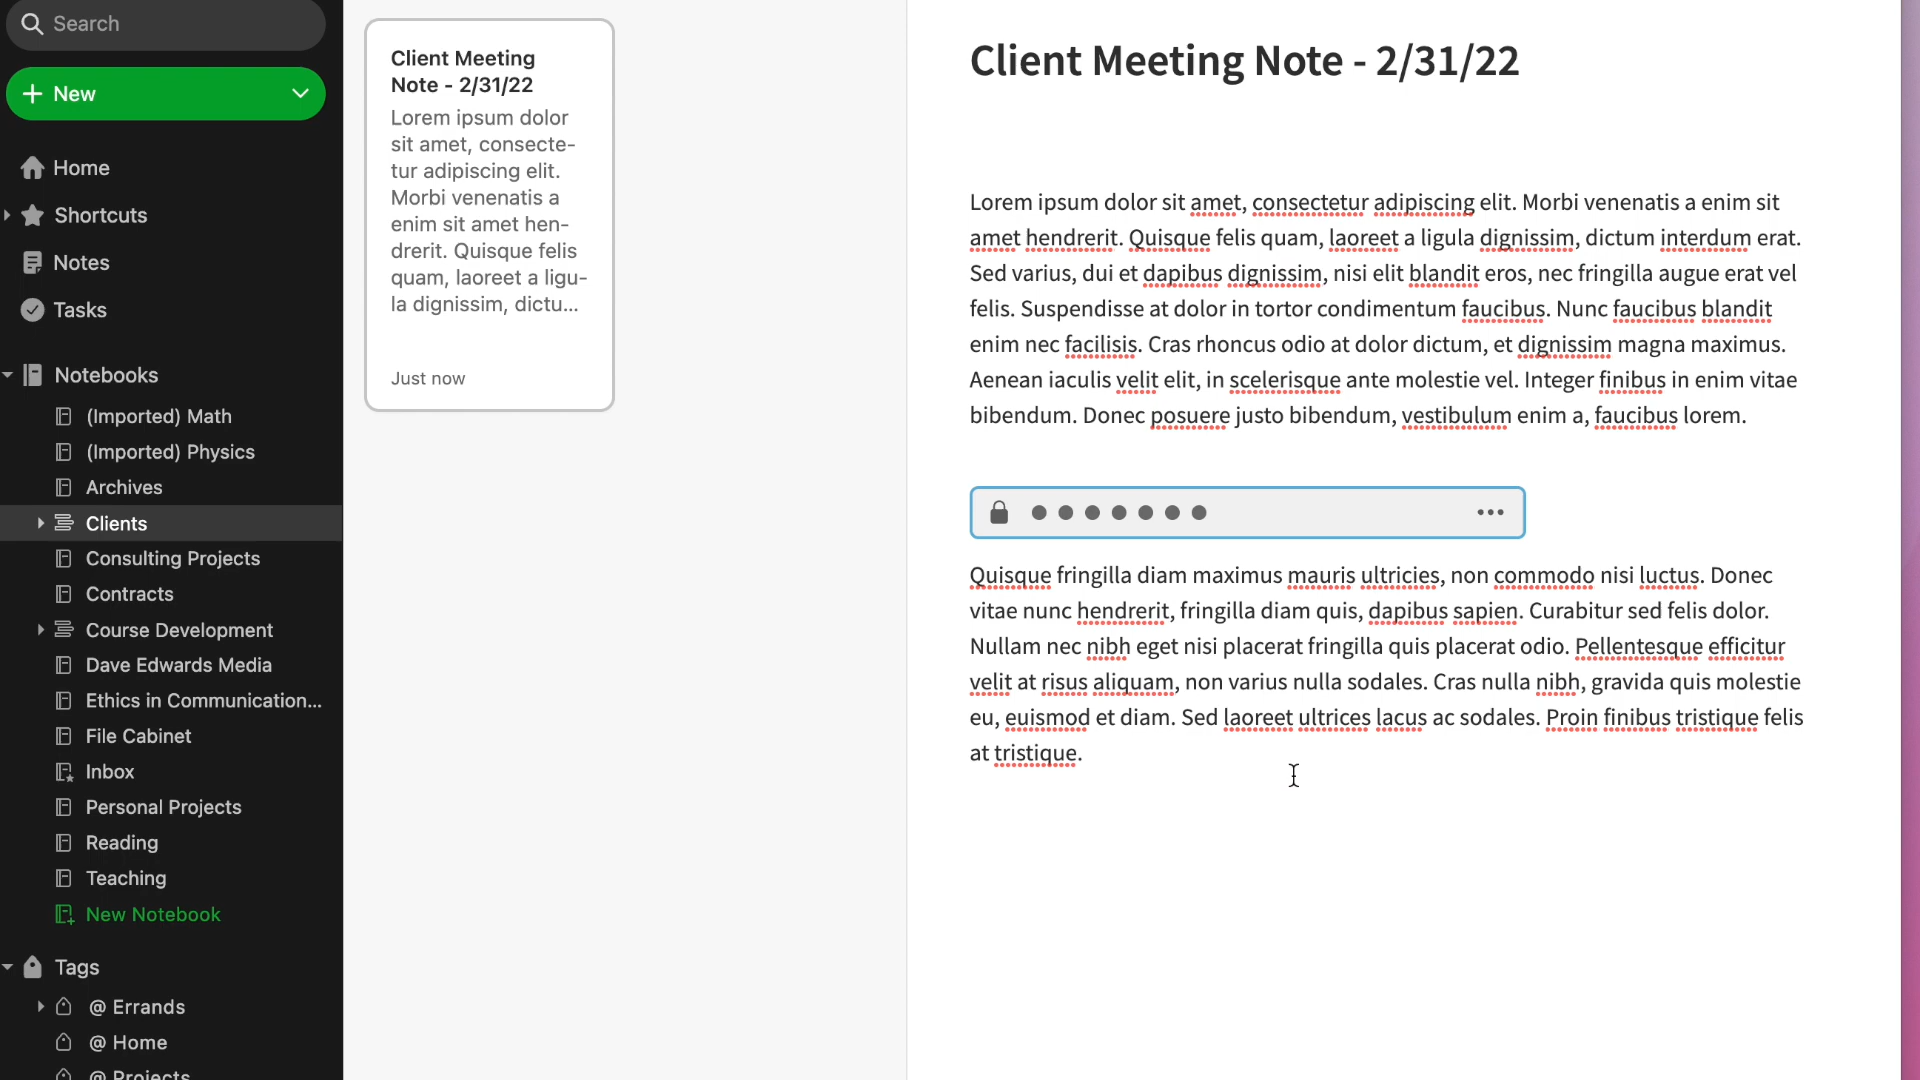 Search
New
Home
Shortcuts
Notes
Tasks
Notebooks
(Imported) Math
(Imported) Physics
Archives
Clients
Consulting Projects
Contracts
Course Development
Dave Edwards Media
Ethics in Communication...
File Cabinet
Inbox
Personal Projects
Reading
Teaching
New Notebook
Tags
@ Errands
@ Home
@ Projects
Client Meeting
Note - 2/31/22
Lorem ipsum dolor
sit amet, consecte-
tur adipiscing elit.
Morbi venenatis a
enim sit amet hen-
drerit. Quisque felis
quam, laoreet a ligu-
la dignissim, dictu...
Just now
Client Meeting Note - 2/31/22
Lorem ipsum dolor sit amet, consectetur adipiscing elit. Morbi venenatis a enim sit
amet hendrerit. Quisque felis quam, laoreet a ligula dignissim, dictum interdum erat.
Sed varius, dui et dapibus dignissim, nisi elit blandit eros, nec fringilla augue erat vel
felis. Suspendisse at dolor in tortor condimentum faucibus. Nunc faucibus blandit
enim nec facilisis. Cras rhoncus odio at dolor dictum, et dignissim magna maximus.
Aenean iaculis velit elit, in scelerisque ante molestie vel. Integer finibus in enim vitae
bibendum. Donec posuere justo bibendum, vestibulum enim a, faucibus lorem.
Quisque fringilla diam maximus mauris ultricies, non commodo nisi luctus. Donec
vitae nunc hendrerit, fringilla diam quis, dapibus sapien. Curabitur sed felis dolor.
Nullam nec nibh eget nisi placerat fringilla quis placerat odio. Pellentesque efficitur
velit at risus aliquam, non varius nulla sodales. Cras nulla nibh, gravida quis molestie
eu, euismod et diam. Sed laoreet ultrices lacus ac sodales. Proin finibus tristique felis
at tristique.